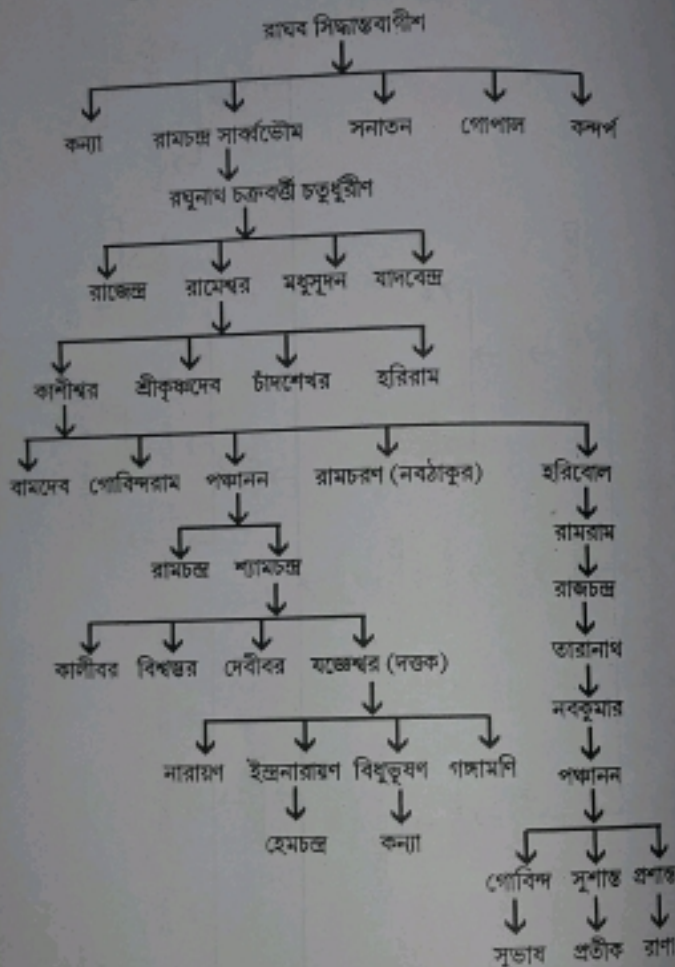 রাঘব সিদ্ধান্তবাগীশ
কন্যা রামচন্দ্র সার্ব্বভৌম সনাতন গোপাল কন্দর্প
রঘুনাথ চক্রবর্ত্তী চতুর্ধুরীণ
রাজেন্দ্র রামেশ্বর মধুসূদন যাদবেন্দ্র
কাশীশ্বর শ্রীকৃষ্ণদেব চাঁদশেখর হরিরাম
বামদেব গোবিন্দরাম পঞ্চানন রামচরণ (নবঠাকুর) হরিবোল
রামরাম
রামচন্দ্র শ্যামচন্দ্র
রাজচন্দ্র
তারানাথ
কালীবর বিশ্বম্ভর দেবীবর যজ্ঞেশ্বর (দত্তক)
নবকুমার
নারায়ণ ইন্দ্রনারায়ণ বিধুভূষণ গঙ্গামণি পঞ্চানন
হেমচন্দ্র কন্যা
গোবিন্দ সুশান্ত প্রশান্ত
সুভাষ প্রতীক রাণা